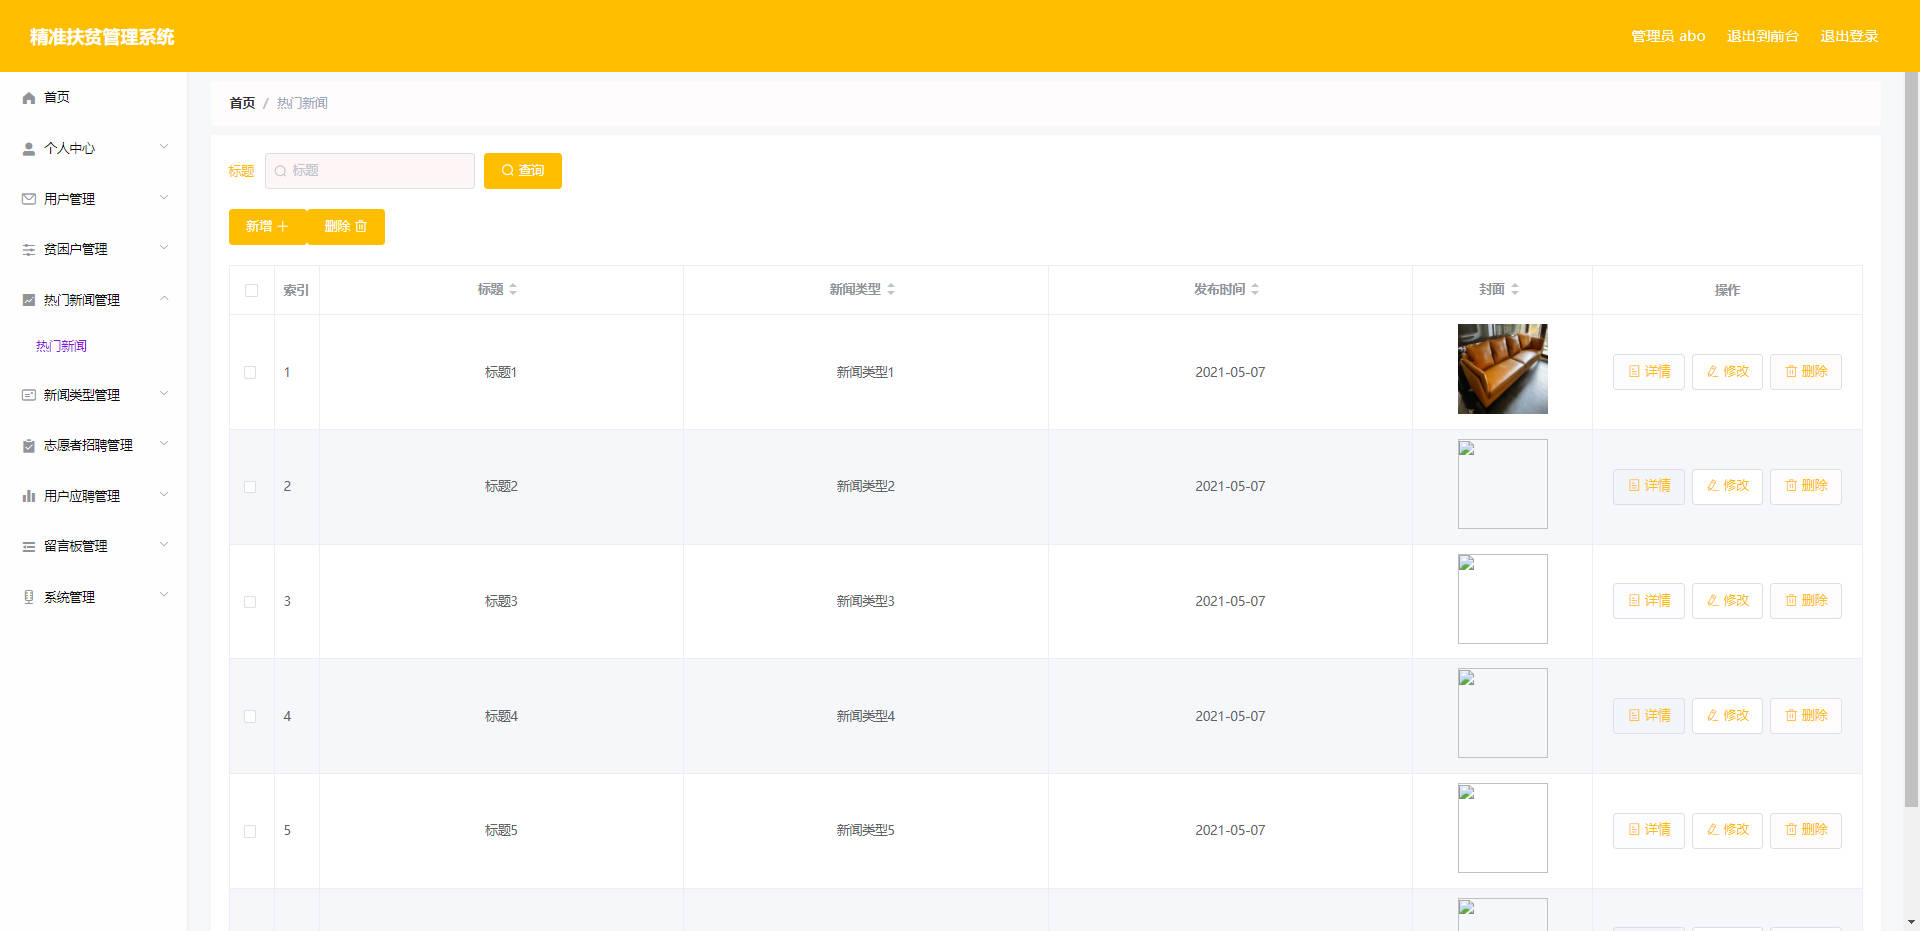 精准扶贫管理系统
管理员 abo 退出到前台 退出登录
首页
个人中心
用户管理
贫困户管理
热门新闻管理
热门新闻
新闻类型管理
志愿者招聘管理
用户应聘管理
留言板管理
系统管理
首页 / 热门新闻
标题 标题 查询
新增 删除
索引 标题 新闻类型 发布时间 封面 操作
1 标题1 新闻类型1 2021-05-07 详情 修改 删除
2 标题2 新闻类型2 2021-05-07 详情 修改 删除
3 标题3 新闻类型3 2021-05-07 详情 修改 删除
4 标题4 新闻类型4 2021-05-07 详情 修改 删除
5 标题5 新闻类型5 2021-05-07 详情 修改 删除